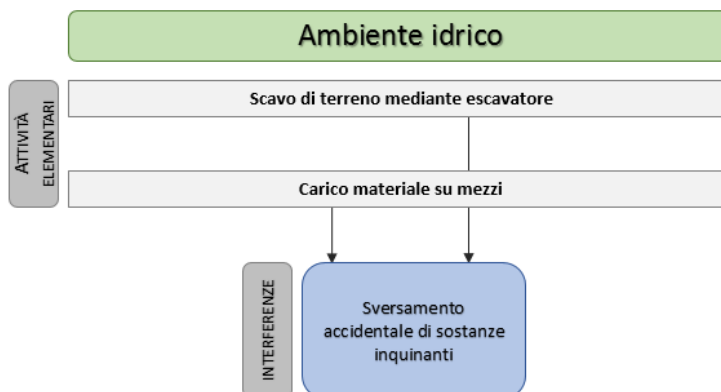 Ambiente idrico
ATTIVITÀ
ELEMENTARI
Scavo di terreno mediante escavatore
Carico materiale su mezzi
INTERFERENZE
Sversamento
accidentale di sostanze
inquinanti